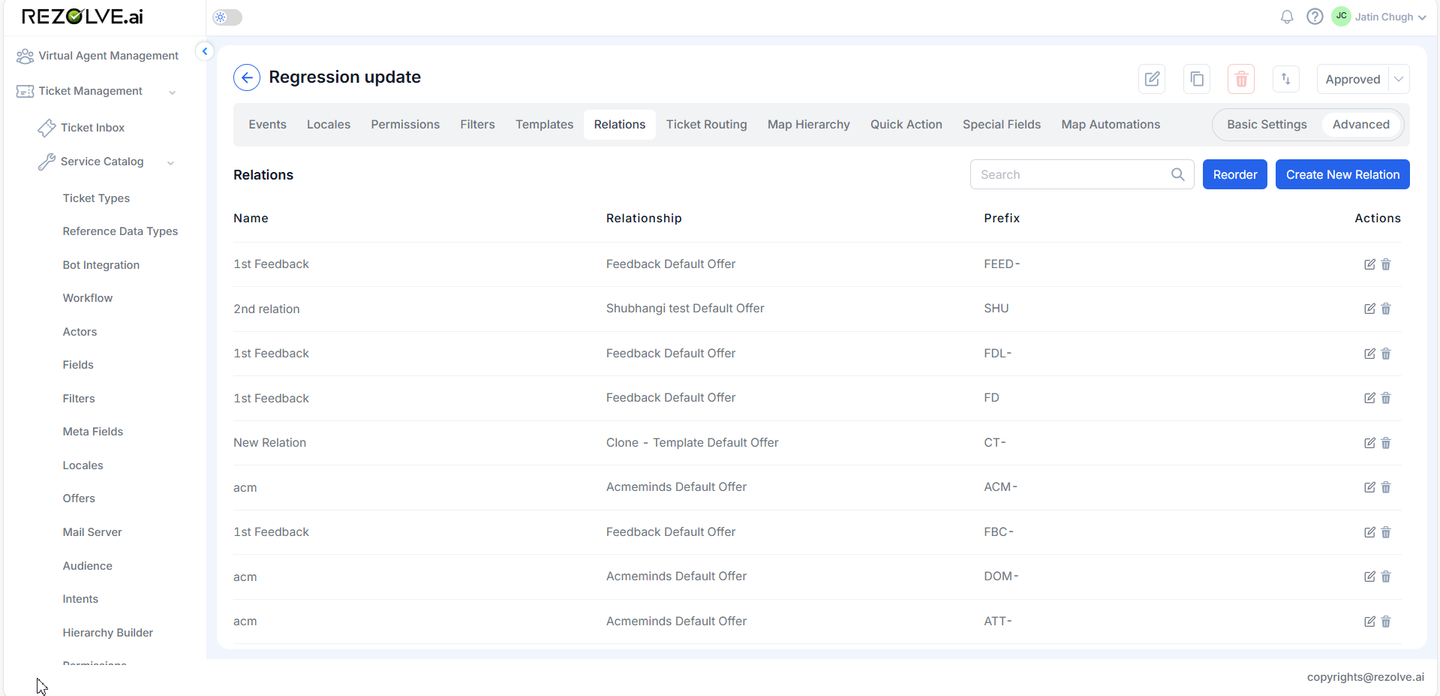 REZOLVE.ai
JC Jatin Chugh
Virtual Agent Management
Ticket Management
Ticket Inbox
Service Catalog
Ticket Types
Reference Data Types
Bot Integration
Workflow
Actors
Fields
Filters
Meta Fields
Locales
Offers
Mail Server
Audience
Intents
Hierarchy Builder
Permissions
Regression update
Approved
Events Locales Permissions Filters Templates Relations Ticket Routing Map Hierarchy Quick Action Special Fields Map Automations Basic Settings Advanced
Relations Search Reorder Create New Relation
Name Relationship Prefix Actions
1st Feedback Feedback Default Offer FEED-
2nd relation Shubhangi test Default Offer SHU
1st Feedback Feedback Default Offer FDL-
1st Feedback Feedback Default Offer FD
New Relation Clone - Template Default Offer CT-
acm Acmeminds Default Offer ACM-
1st Feedback Feedback Default Offer FBC-
acm Acmeminds Default Offer DOM-
acm Acmeminds Default Offer ATT-
copyrights@rezolve.ai